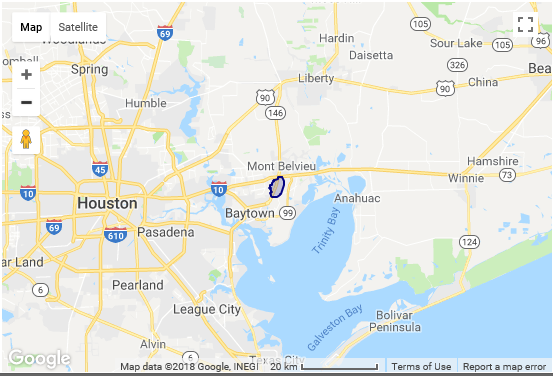 Map
Satellite
69
Woodlands
Hardin
105
Sour Lake
105
96
Daisetta
326
Spring
Liberty
China
Bea
90
Humble
90
146
45
Mont Belvieu
Hamshire
10
10
Winnie
73
Houston
Baytown
99
Anahuac
69
610
Pasadena
Trinity Bay
124
ar Land
6
Pearland
League City
Galveston Bay
Bolivar
Peninsula
6
Alvin
Texas City
Google
Map data ©2018 Google, INEGI
20 km
Terms of Use
Report a map error